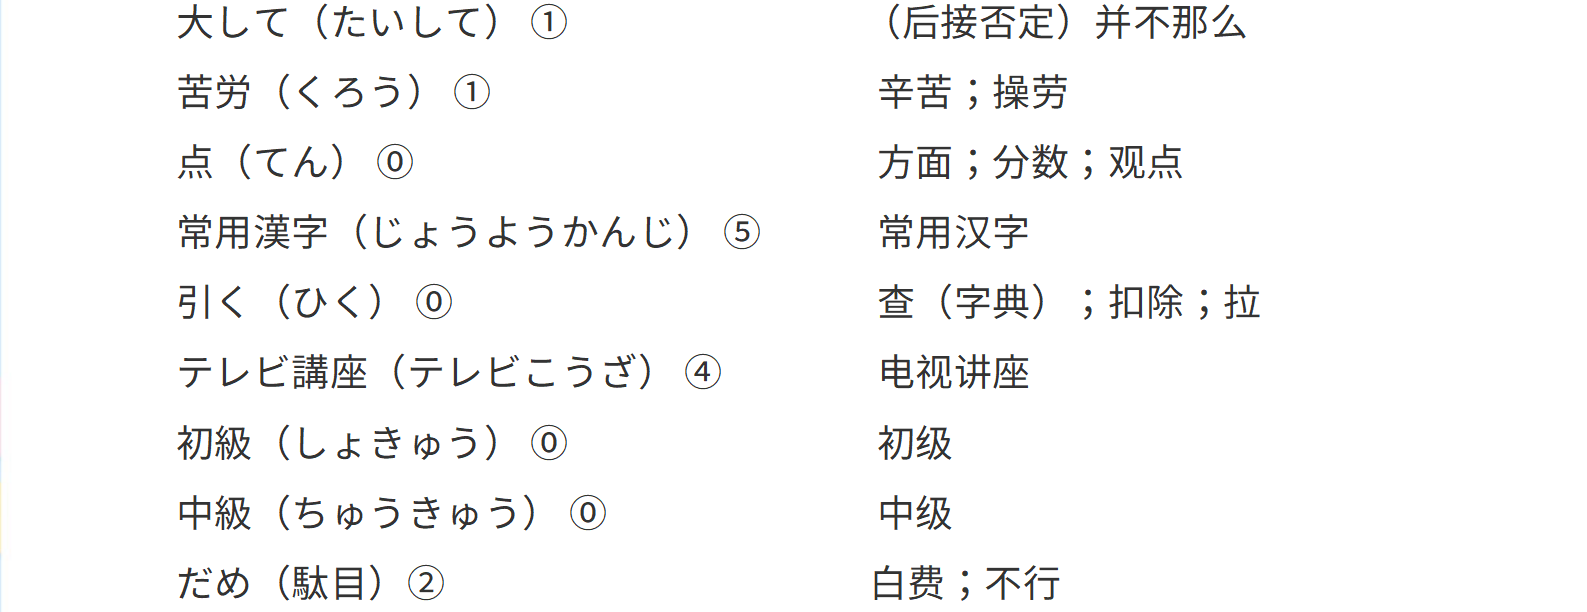 大して（たいして） ① （后接否定）并不那么
苦労（くろう） ① 辛苦；操劳
点（てん） ⓪ 方面；分数；观点
常用漢字（じょうようかんじ） ⑤ 常用汉字
引く（ひく） ⓪ 查（字典）；扣除；拉
テレビ講座（テレビこうざ） ④ 电视讲座
初級（しょきゅう） ⓪ 初级
中級（ちゅうきゅう） ⓪ 中级
だめ（駄目）② 白费；不行